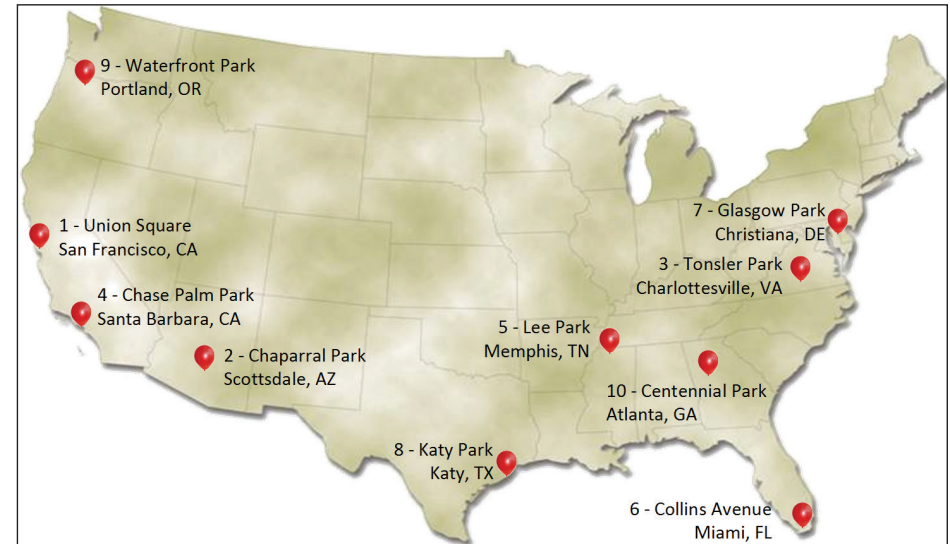 9 - Waterfront Park
Portland, OR
1 - Union Square
San Francisco, CA
7 - Glasgow Park
Christiana, DE
3 - Tonsler Park
Charlottesville, VA
4 - Chase Palm Park
Santa Barbara, CA
5 - Lee Park
Memphis, TN
2 - Chaparral Park
Scottsdale, AZ
10 - Centennial Park
Atlanta, GA
8 - Katy Park
Katy, TX
6 - Collins Avenue
Miami, FL